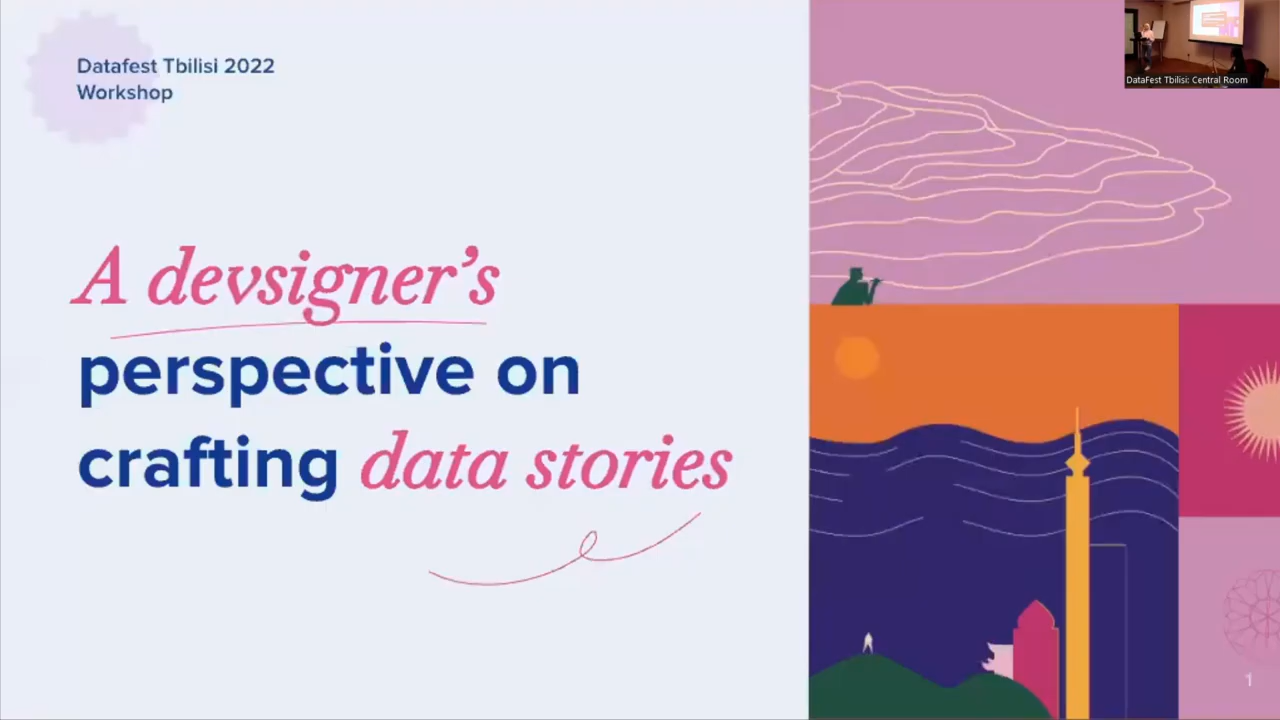 Datafest Tbilisi 2022
Workshop
DataFest Tbilisi: Central Room
A devsigner’s
perspective on
crafting data stories
1